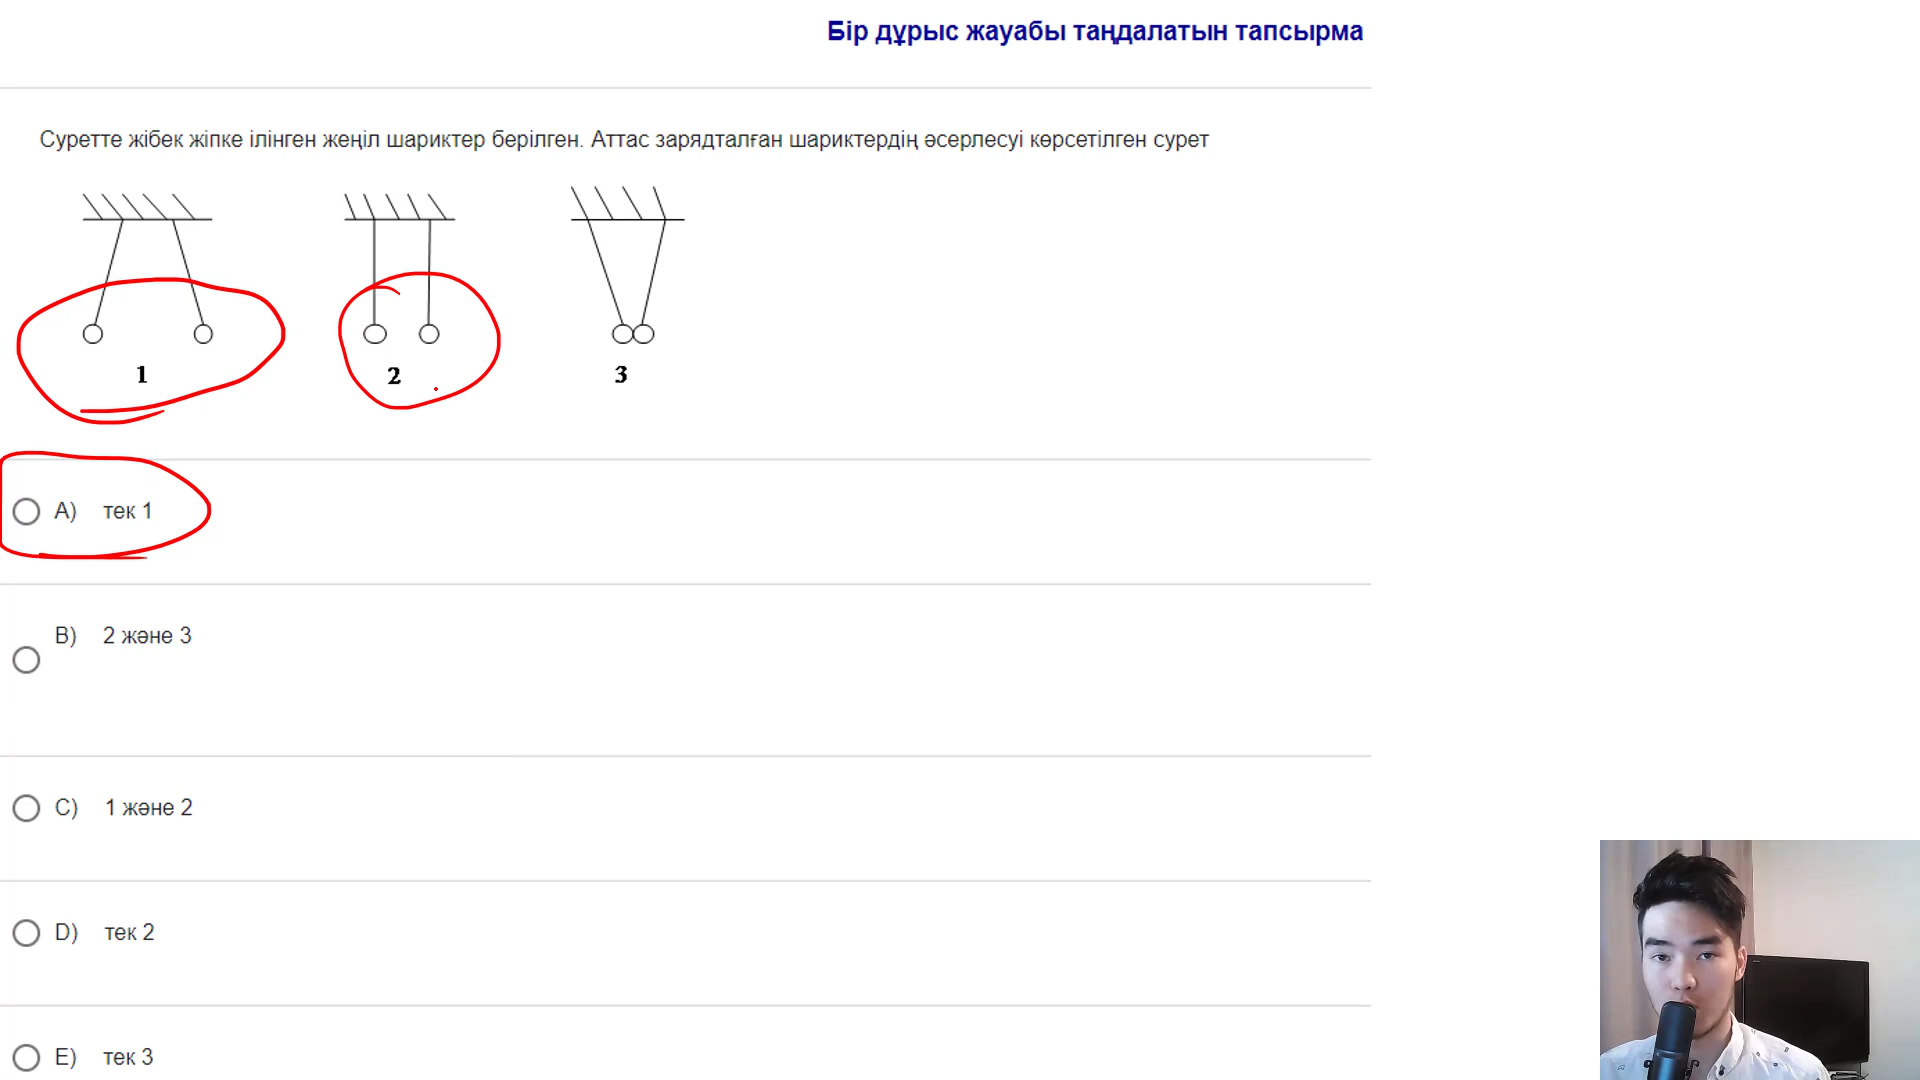 Бір дұрыс жауабы таңдалатын тапсырма
Суретте жібек жіпке ілінген жеңіл шариктер берілген. Аттас зарядталған шариктердің әсерлесуі көрсетілген сурет
1 2 3
A) тек 1
B) 2 және 3
C) 1 және 2
D) тек 2
E) тек 3